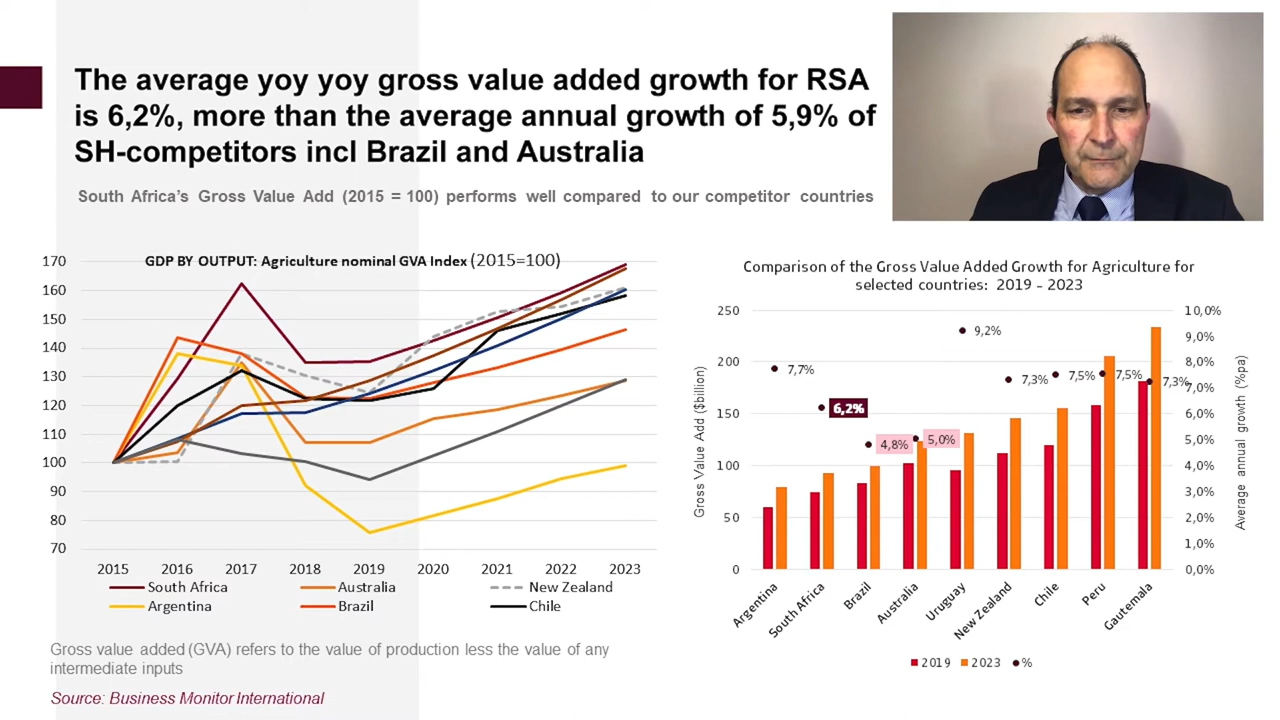 The average yoy yoy gross value added growth for RSA
is 6,2%, more than the average annual growth of 5,9% of
SH-competitors incl Brazil and Australia
South Africa's Gross Value Add (2015 = 100) performs well compared to our competitor countries
GDP BY OUTPUT: Agriculture nominal GVA Index (2015=100)
170
160
150
140
130
120
110
100
90
80
70
2015 2016 2017 2018 2019 2020 2021 2022 2023
South Africa Australia New Zealand
Argentina Brazil Chile
Gross value added (GVA) refers to the value of production less the value of any
intermediate inputs
Source: Business Monitor International
Comparison of the Gross Value Added Growth for Agriculture for
selected countries: 2019 - 2023
Gross Value Add ($billion)
250
200
150
100
50
0
7,7%
6,2%
4,8%
5,0%
9,2%
7,3%
7,5%
7,5%
7,3%
10,0%
9,0%
8,0%
7,0%
6,0%
5,0%
4,0%
3,0%
2,0%
1,0%
0,0%
Average annual growth (%pa)
Argentina
South Africa
Brazil
Australia
Uruguay
New Zealand
Chile
Peru
Gautemala
2019 2023 %